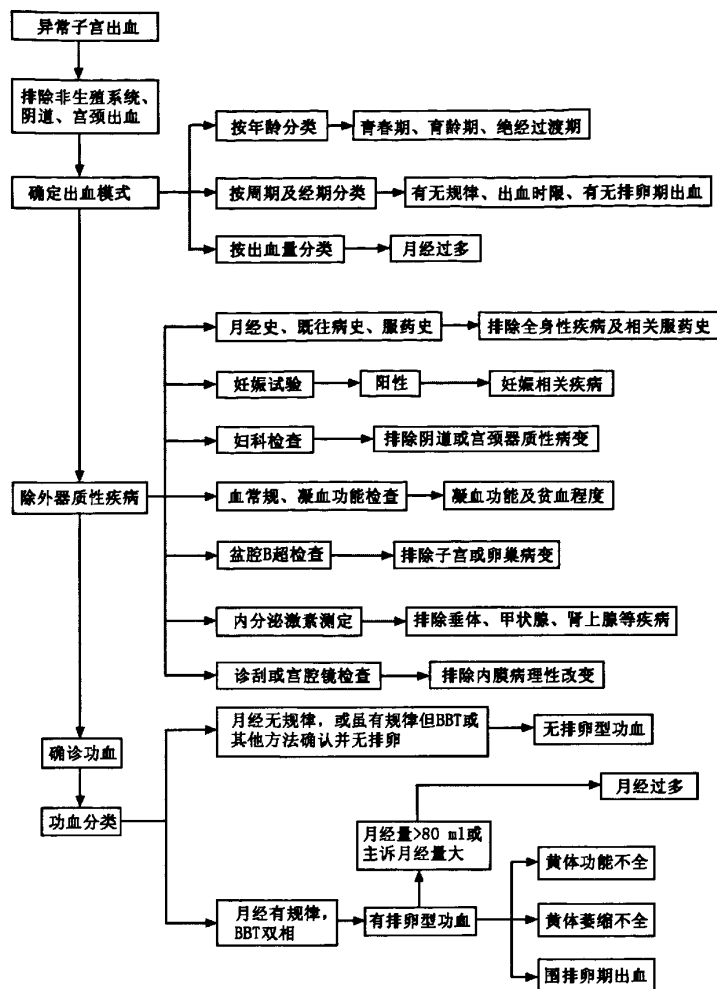 异常子宫出血
排除非生殖系统、
阴道、宫颈出血
按年龄分类
青春期、育龄期、绝经过渡期
确定出血模式
按周期及经期分类
有无规律、出血时限、有无排卵期出血
按出血量分类
月经过多
月经史、既往病史、服药史
排除全身性疾病及相关服药史
妊娠试验
阳性
妊娠相关疾病
妇科检查
排除阴道或宫颈器质性病变
除外器质性疾病
血常规、凝血功能检查
凝血功能及贫血程度
盆腔B超检查
排除子宫或卵巢病变
内分泌激素测定
排除垂体、甲状腺、肾上腺等疾病
诊刮或宫腔镜检查
排除内膜病理性改变
月经无规律，或虽有规律但BBT或
其他方法确认并无排卵
无排卵型功血
确诊功血
功血分类
月经过多
月经量>80 ml或
主诉月经量大
黄体功能不全
月经有规律，
BBT双相
有排卵型功血
黄体萎缩不全
围排卵期出血